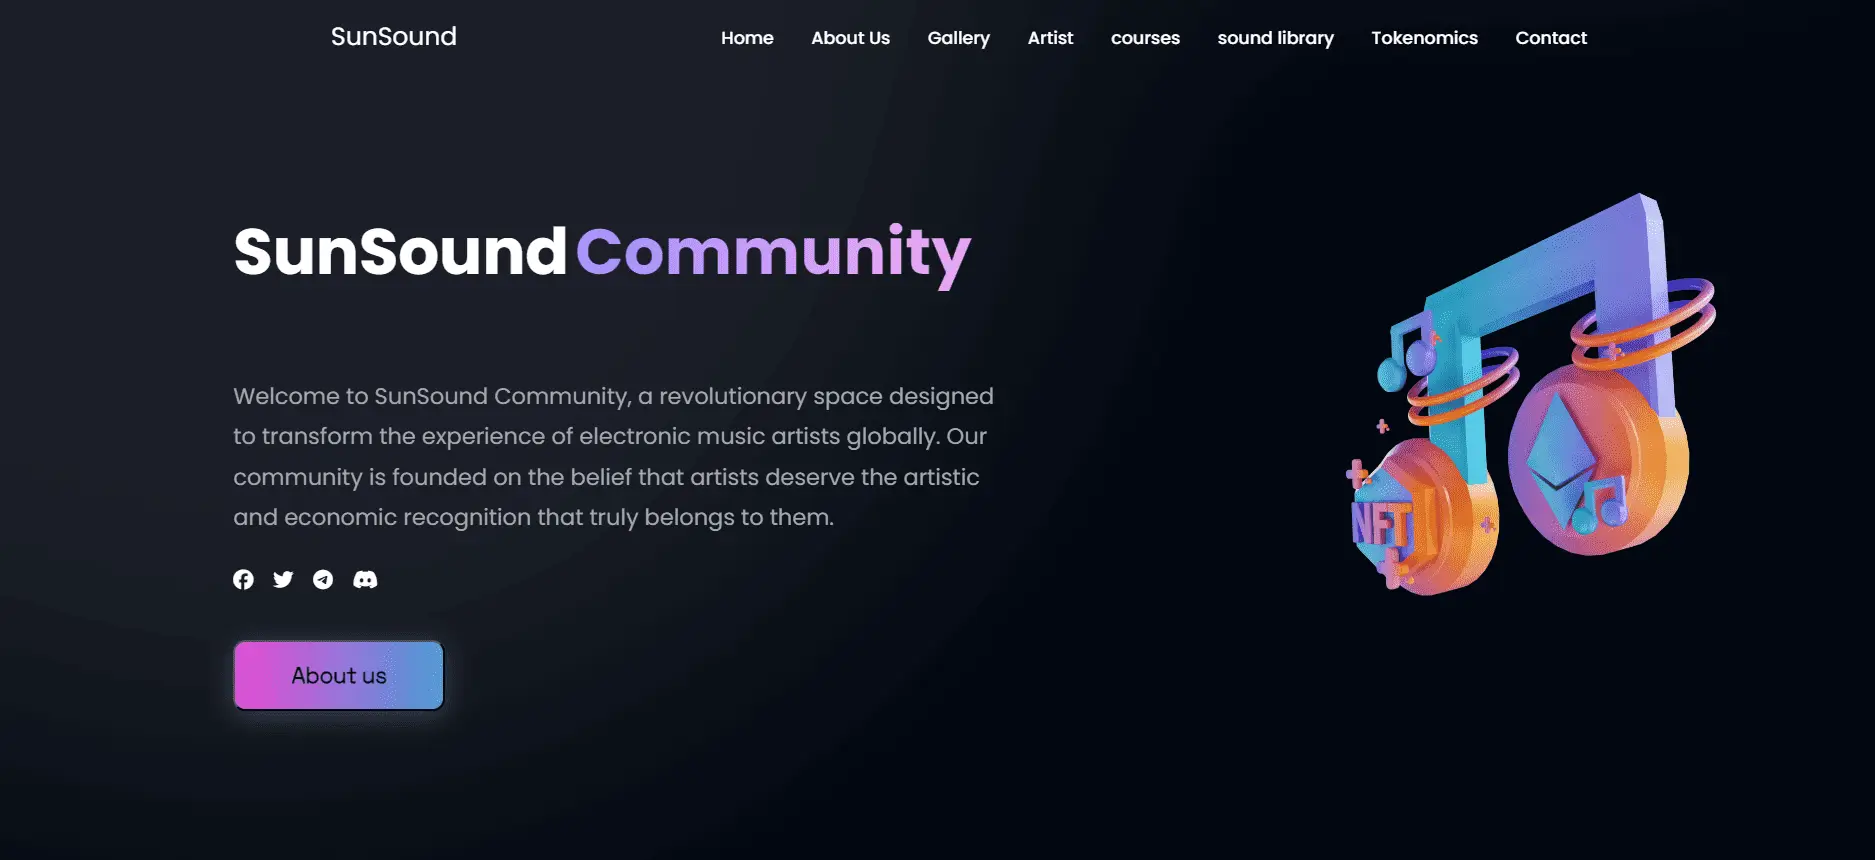 SunSound
Home About Us Gallery Artist courses sound library Tokenomics Contact
SunSound Community
Welcome to SunSound Community, a revolutionary space designed
to transform the experience of electronic music artists globally. Our
community is founded on the belief that artists deserve the artistic
and economic recognition that truly belongs to them.
NFT
About us